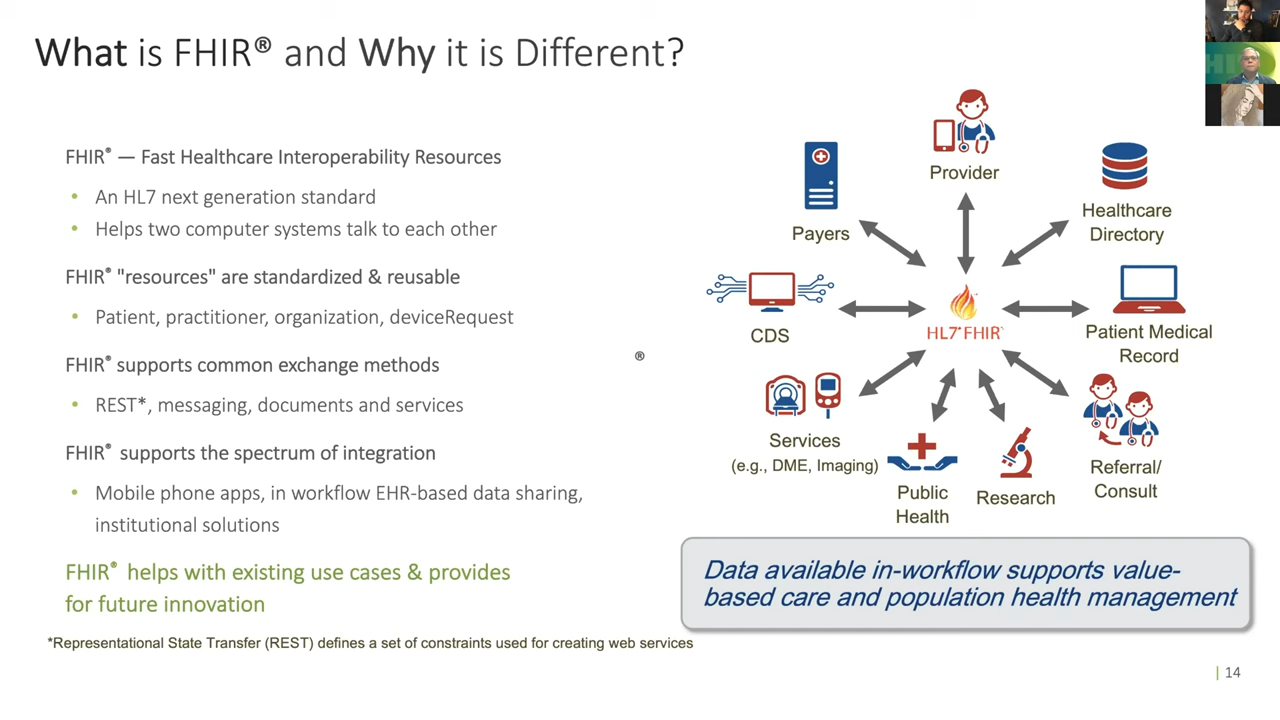 What is FHIR® and Why it is Different?
FHIR® — Fast Healthcare Interoperability Resources
• An HL7 next generation standard
• Helps two computer systems talk to each other
FHIR® "resources" are standardized & reusable
• Patient, practitioner, organization, deviceRequest
FHIR® supports common exchange methods
• REST*, messaging, documents and services
FHIR® supports the spectrum of integration
• Mobile phone apps, in workflow EHR-based data sharing,
institutional solutions
FHIR® helps with existing use cases & provides
for future innovation
*Representational State Transfer (REST) defines a set of constraints used for creating web services
®
Provider
Payers
Healthcare
Directory
CDS
HL7® FHIR®
Patient Medical
Record
Services
(e.g., DME, Imaging)
Public
Health
Research
Referral/
Consult
Data available in-workflow supports value-
based care and population health management
| 14